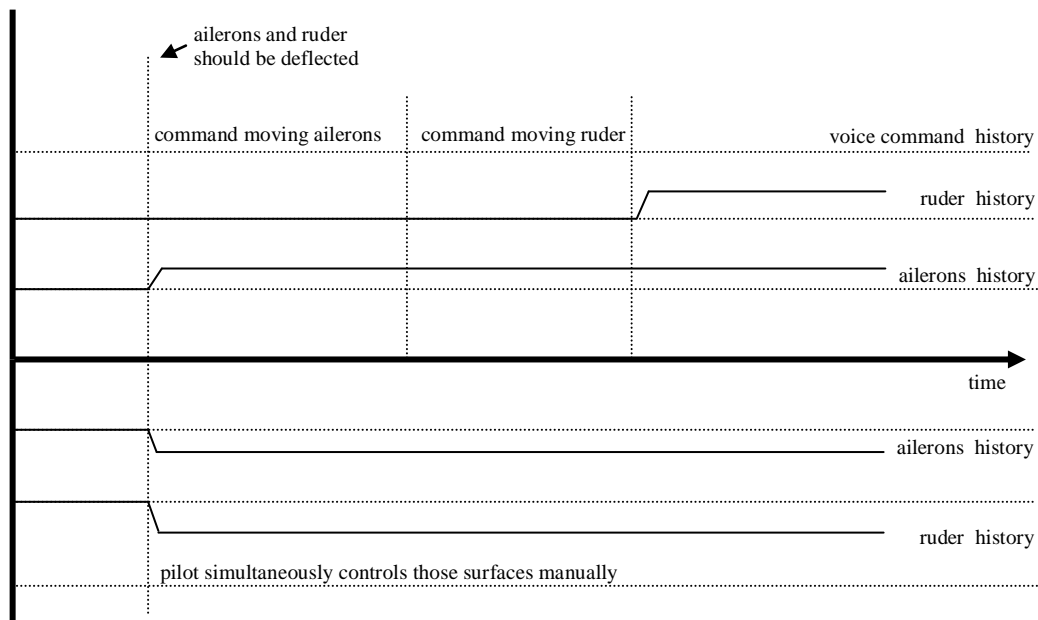 ailerons and ruder
should be deflected
command moving ailerons
command moving ruder
voice command history
ruder history
ailerons history
time
ailerons history
ruder history
pilot simultaneously controls those surfaces manually